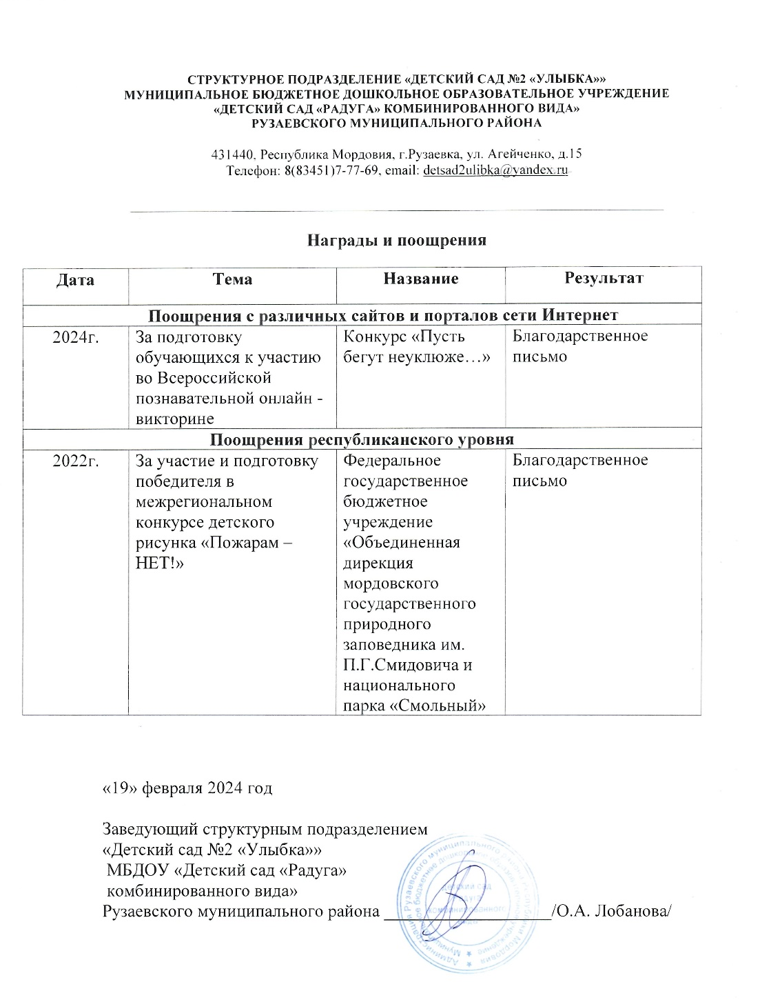 СТРУКТУРНОЕ ПОДРАЗДЕЛЕНИЕ «ДЕТСКИЙ САД №2 «УЛЫБКА»»
МУНИЦИПАЛЬНОЕ БЮДЖЕТНОЕ ДОШКОЛЬНОЕ ОБРАЗОВАТЕЛЬНОЕ УЧРЕЖДЕНИЕ
«ДЕТСКИЙ САД «РАДУГА» КОМБИНИРОВАННОГО ВИДА»
РУЗАЕВСКОГО МУНИЦИПАЛЬНОГО РАЙОНА
431440, Республика Мордовия, г.Рузаевка, ул. Агейченко, д.15
Телефон: 8(83451)7-77-69, email: detsad2ulibka@yandex.ru
Награды и поощрения
Дата Тема Название Результат
Поощрения с различных сайтов и порталов сети Интернет
2024г.
За подготовку
обучающихся к участию
во Всероссийской
познавательной онлайн -
викторине
Конкурс «Пусть
бегут неуклюже…»
Благодарственное
письмо
Поощрения республиканского уровня
2022г.
За участие и подготовку
победителя в
межрегиональном
конкурсе детского
рисунка «Пожарам –
НЕТ!»
Федеральное
государственное
бюджетное
учреждение
«Объединенная
дирекция
мордовского
государственного
природного
заповедника им.
П.Г.Смидовича и
национального
парка «Смольный»
Благодарственное
письмо
«19» февраля 2024 год
Заведующий структурным подразделением
«Детский сад №2 «Улыбка»»
МБДОУ «Детский сад «Радуга»
комбинированного вида»
Рузаевского муниципального района /О.А. Лобанова/
детский сад
комбинированного